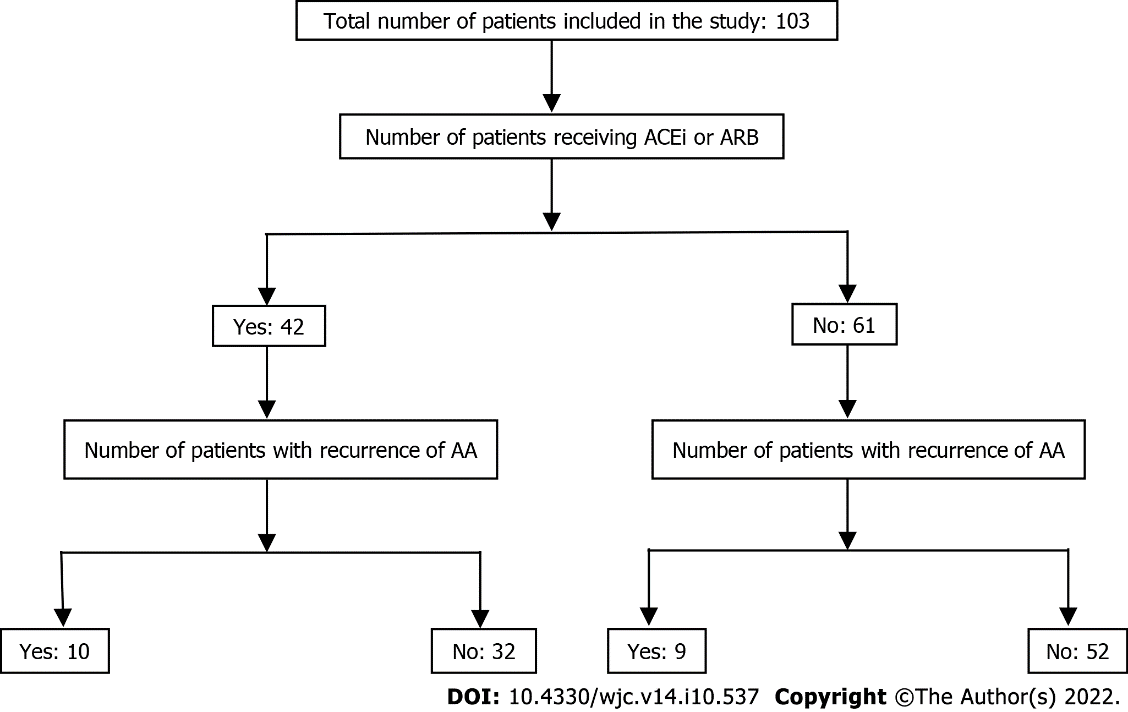 Total number of patients included in the study: 103
Number of patients receiving ACEi or ARB
Yes: 42
No: 61
Number of patients with recurrence of AA
Number of patients with recurrence of AA
Yes: 10
No: 32
Yes: 9
No: 52
DOI: 10.4330/wjc.v14.i10.537 Copyright ©The Author(s) 2022.